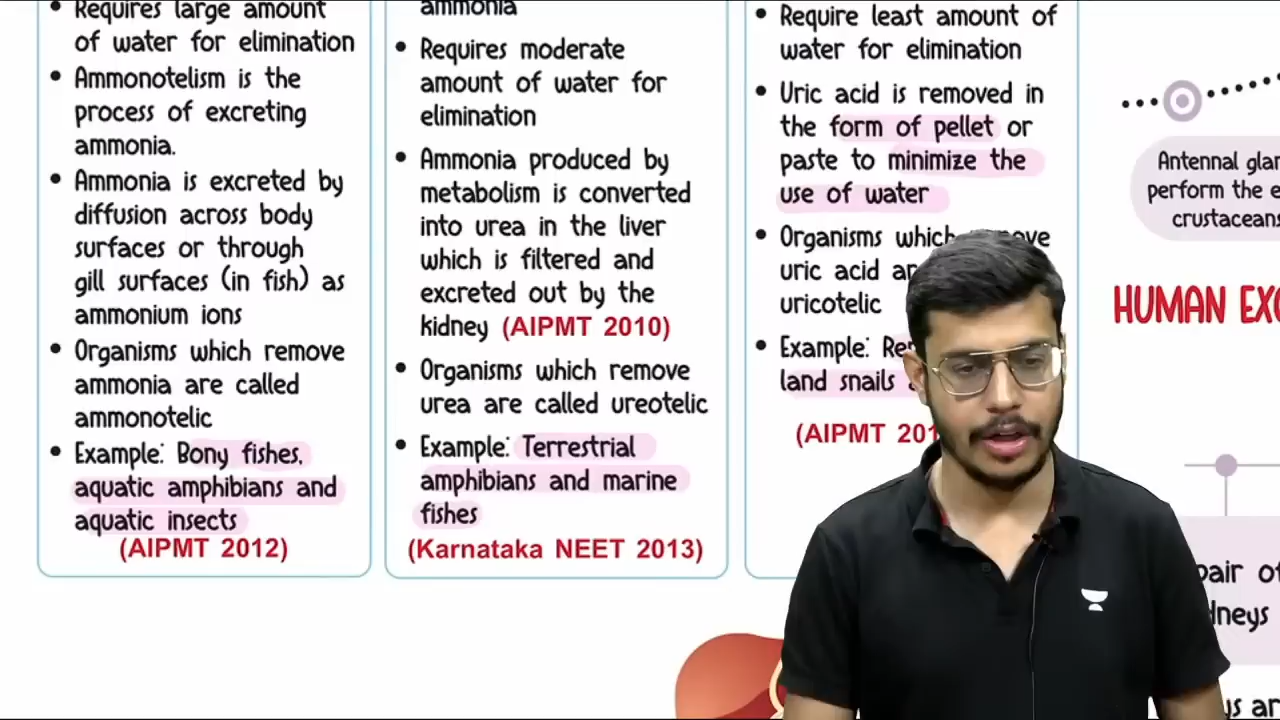 Requires large amount
of water for elimination
Ammonotelism is the
process of excreting
ammonia.
Ammonia is excreted by
diffusion across body
surfaces or through
gill surfaces (in fish) as
ammonium ions
Organisms which remove
ammonia are called
ammonotelic
Example: Bony fishes,
aquatic amphibians and
aquatic insects
(AIPMT 2012)
ammonia
Requires moderate
amount of water for
elimination
Ammonia produced by
metabolism is converted
into urea in the liver
which is filtered and
excreted out by the
kidney (AIPMT 2010)
Organisms which remove
urea are called ureotelic
Example: Terrestrial
amphibians and marine
fishes
(Karnataka NEET 2013)
Require least amount of
water for elimination
Uric acid is removed in
the form of pellet or
paste to minimize the
use of water
Organisms which
uric acid
uricotelic
Example:
land snails
(AIPMT
Antennal
perform the
crustaceans
HUMAN
pair of